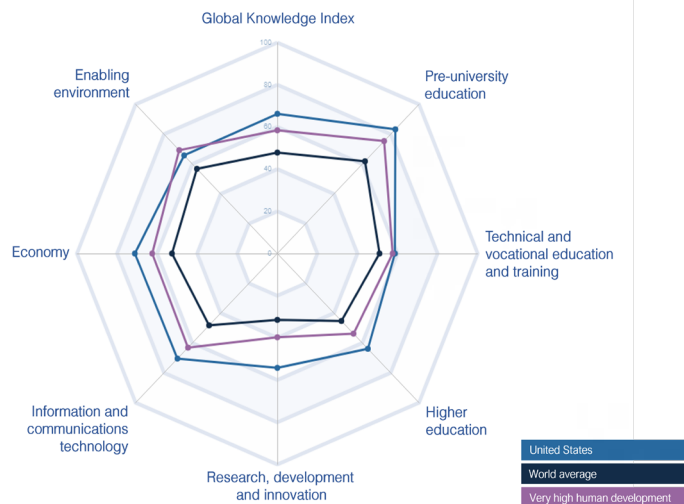 Global Knowledge Index
100
Enabling
environment
Pre-university
education
80
60
40
20
0
Economy
Technical and
vocational education
and training
Information and
communications
technology
Higher
education
Research, development
and innovation
United States
World average
Very high human development